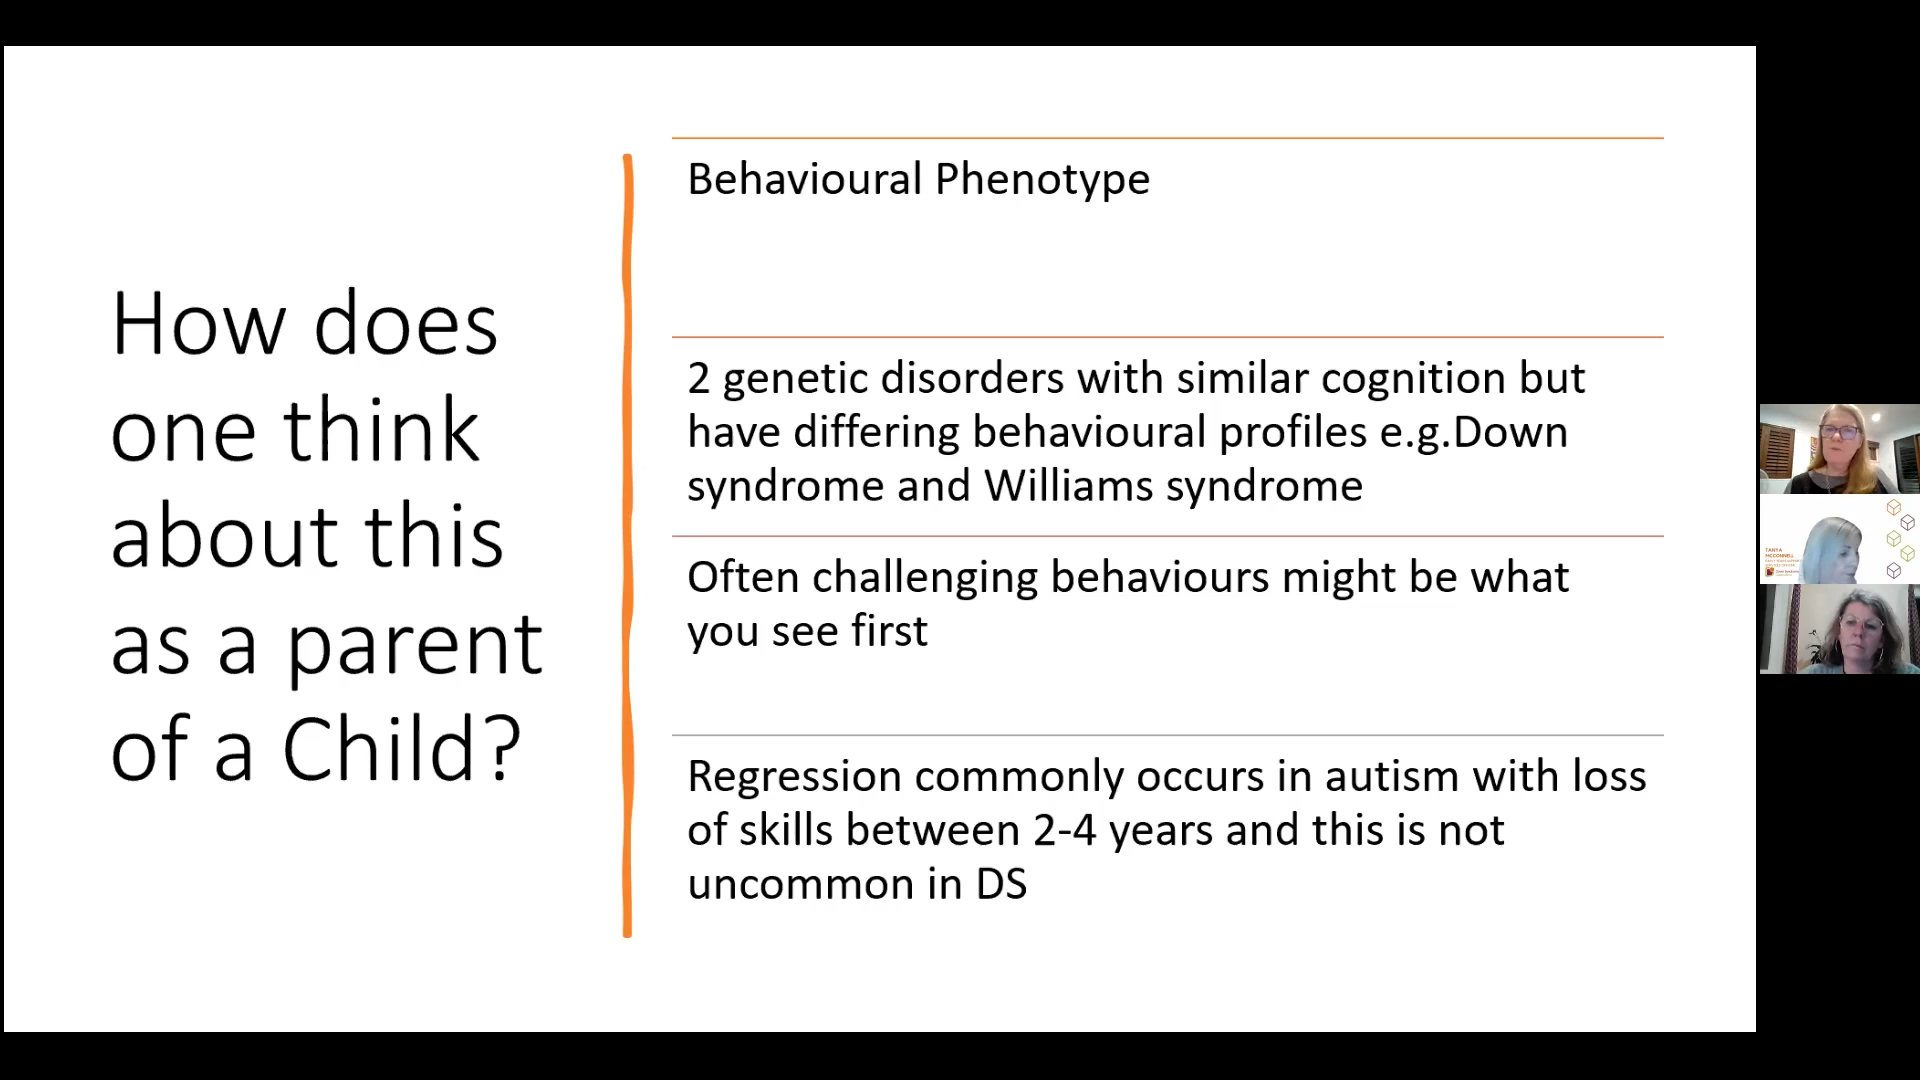 How does
one think
about this
as a parent
of a Child?
Behavioural Phenotype
2 genetic disorders with similar cognition but
have differing behavioural profiles e.g.Down
syndrome and Williams syndrome
Often challenging behaviours might be what
you see first
Regression commonly occurs in autism with loss
of skills between 2-4 years and this is not
uncommon in DS
TANYA
MCCONNELL